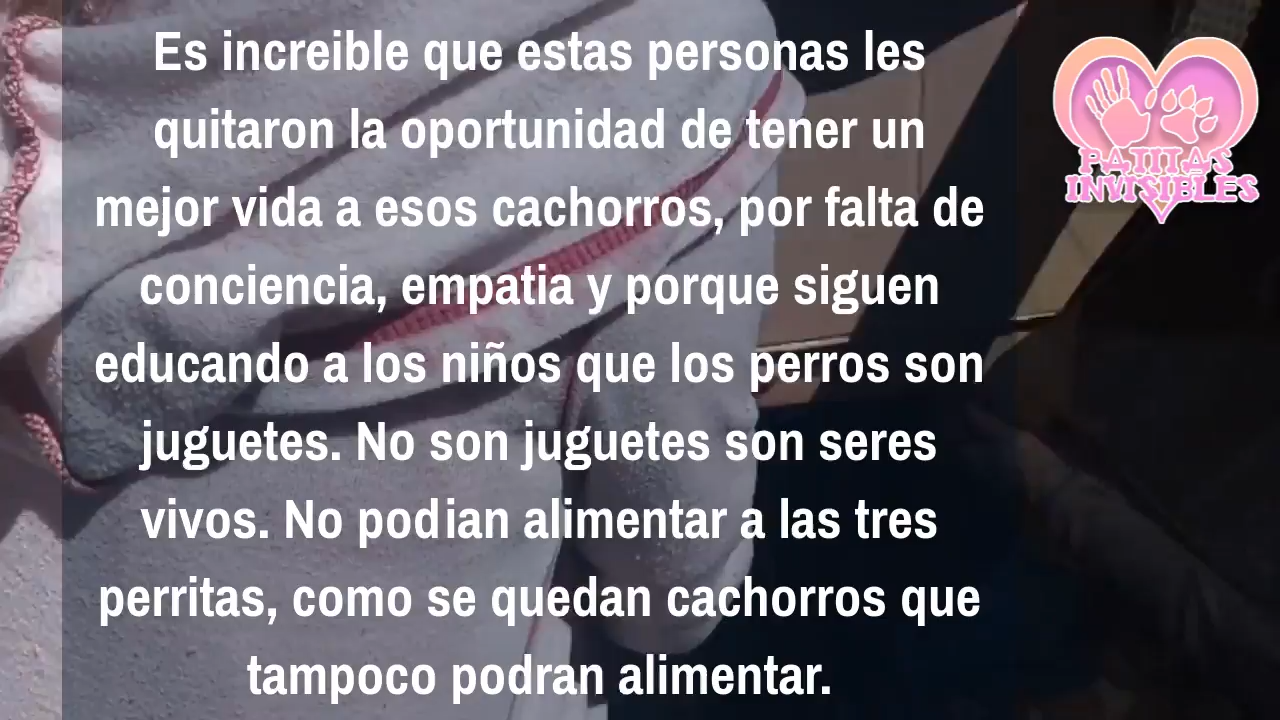 Es increible que estas personas les
quitaron la oportunidad de tener un
mejor vida a esos cachorros, por falta de
conciencia, empatia y porque siguen
educando a los niños que los perros son
juguetes. No son juguetes son seres
vivos. No podian alimentar a las tres
perritas, como se quedan cachorros que
tampoco podran alimentar.
PATITAS
INVISIBLES